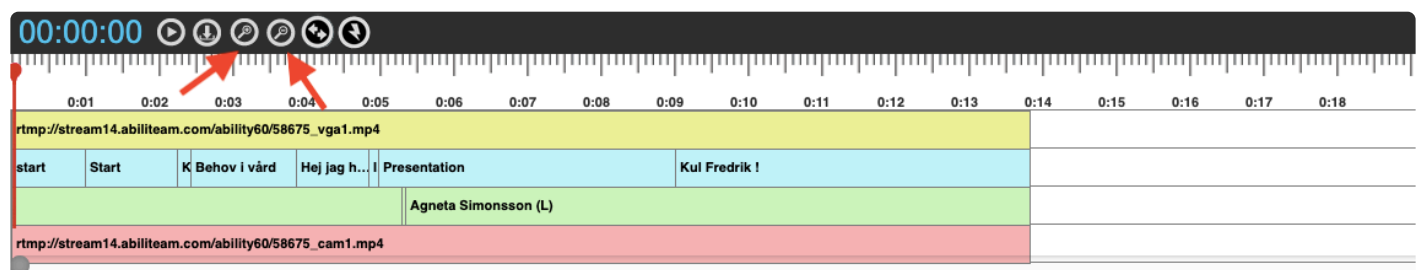 00:00:00
0:01 0:02 0:03 0:04 0:05 0:06 0:07 0:08 0:09 0:10 0:11 0:12 0:13 0:14 0:15 0:16 0:17 0:18
rtmp://stream14.abiliteam.com/ability60/58675_vga1.mp4
start Start K Behov i vård Hej jag h... I Presentation Kul Fredrik !
Agneta Simonsson (L)
rtmp://stream14.abiliteam.com/ability60/58675_cam1.mp4